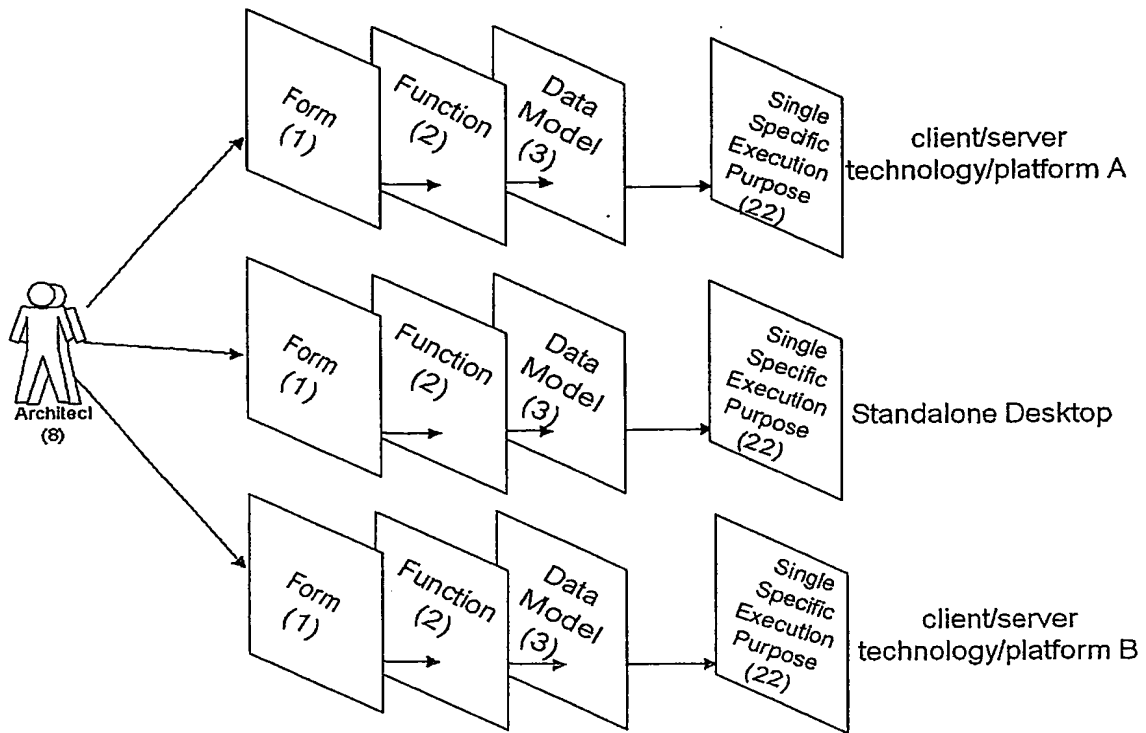 Form
(1)
Function
(2)
Data
Model
(3)
Single
Specific
Execution
Purpose
(22)
client/server
technology/platform A
Architect
(8)
Form
(1)
Function
(2)
Data
Model
(3)
Single
Specific
Execution
Purpose
(22)
Standalone Desktop
Form
(1)
Function
(2)
Data
Model
(3)
Single
Specific
Execution
Purpose
(22)
client/server
technology/platform B